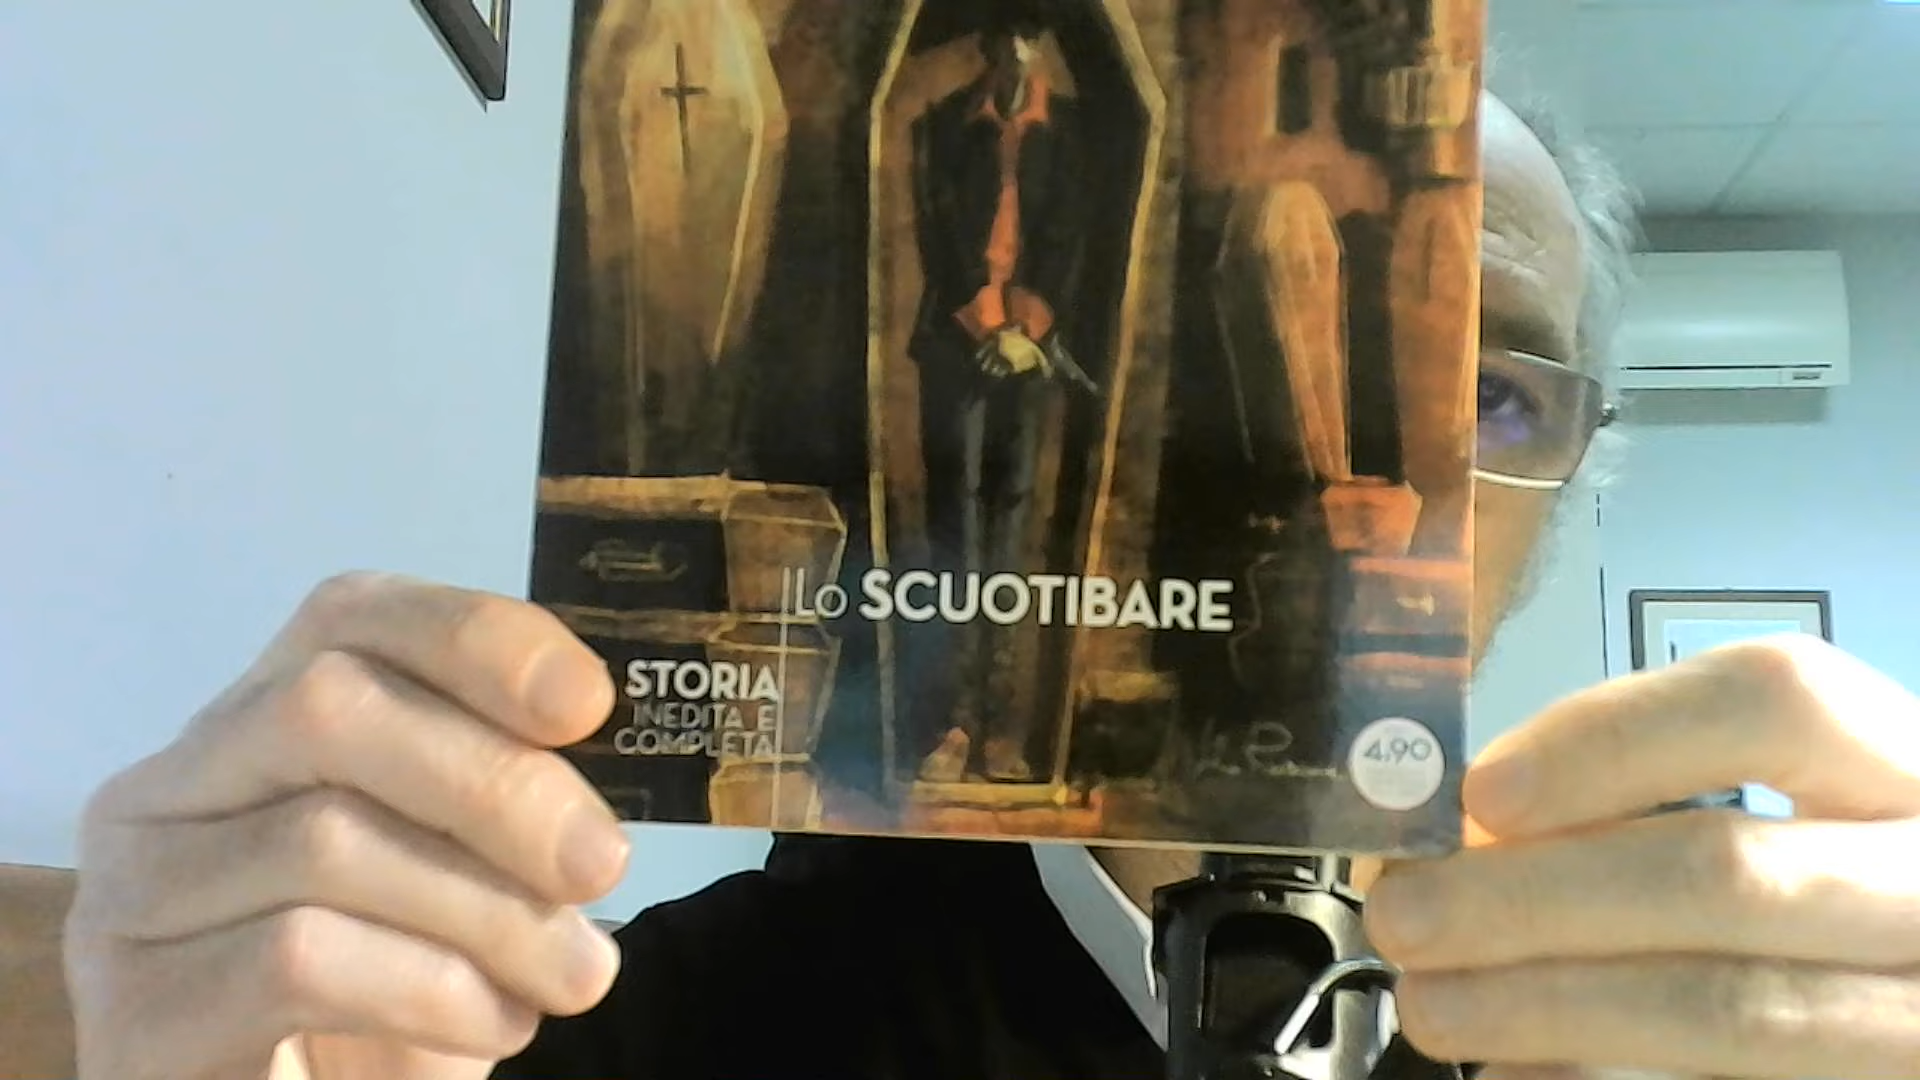 Lo SCUOTIBARE
STORIA
INEDITA E
COMPLETA
4,90